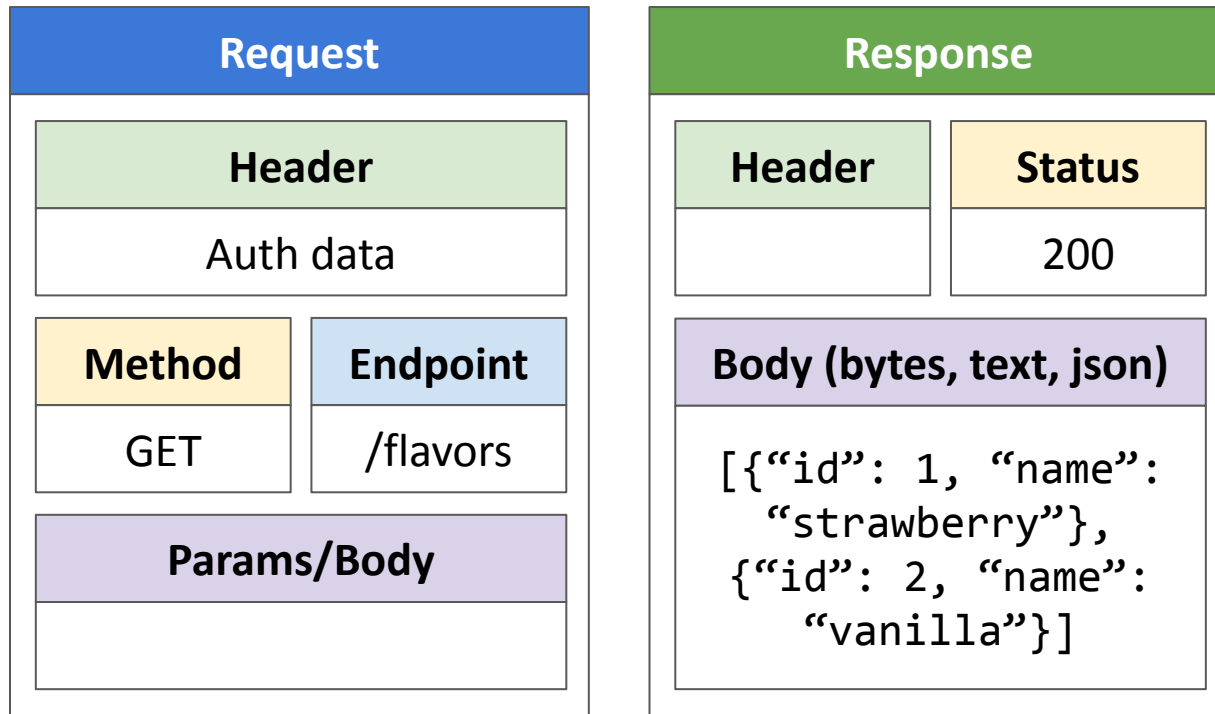 Request
Header
Auth data
Method
Endpoint
GET
/flavors
Params/Body
Response
Header
Status
200
Body (bytes, text, json)
[{“id”: 1, “name”:
“strawberry”},
{“id”: 2, “name”:
“vanilla”}]